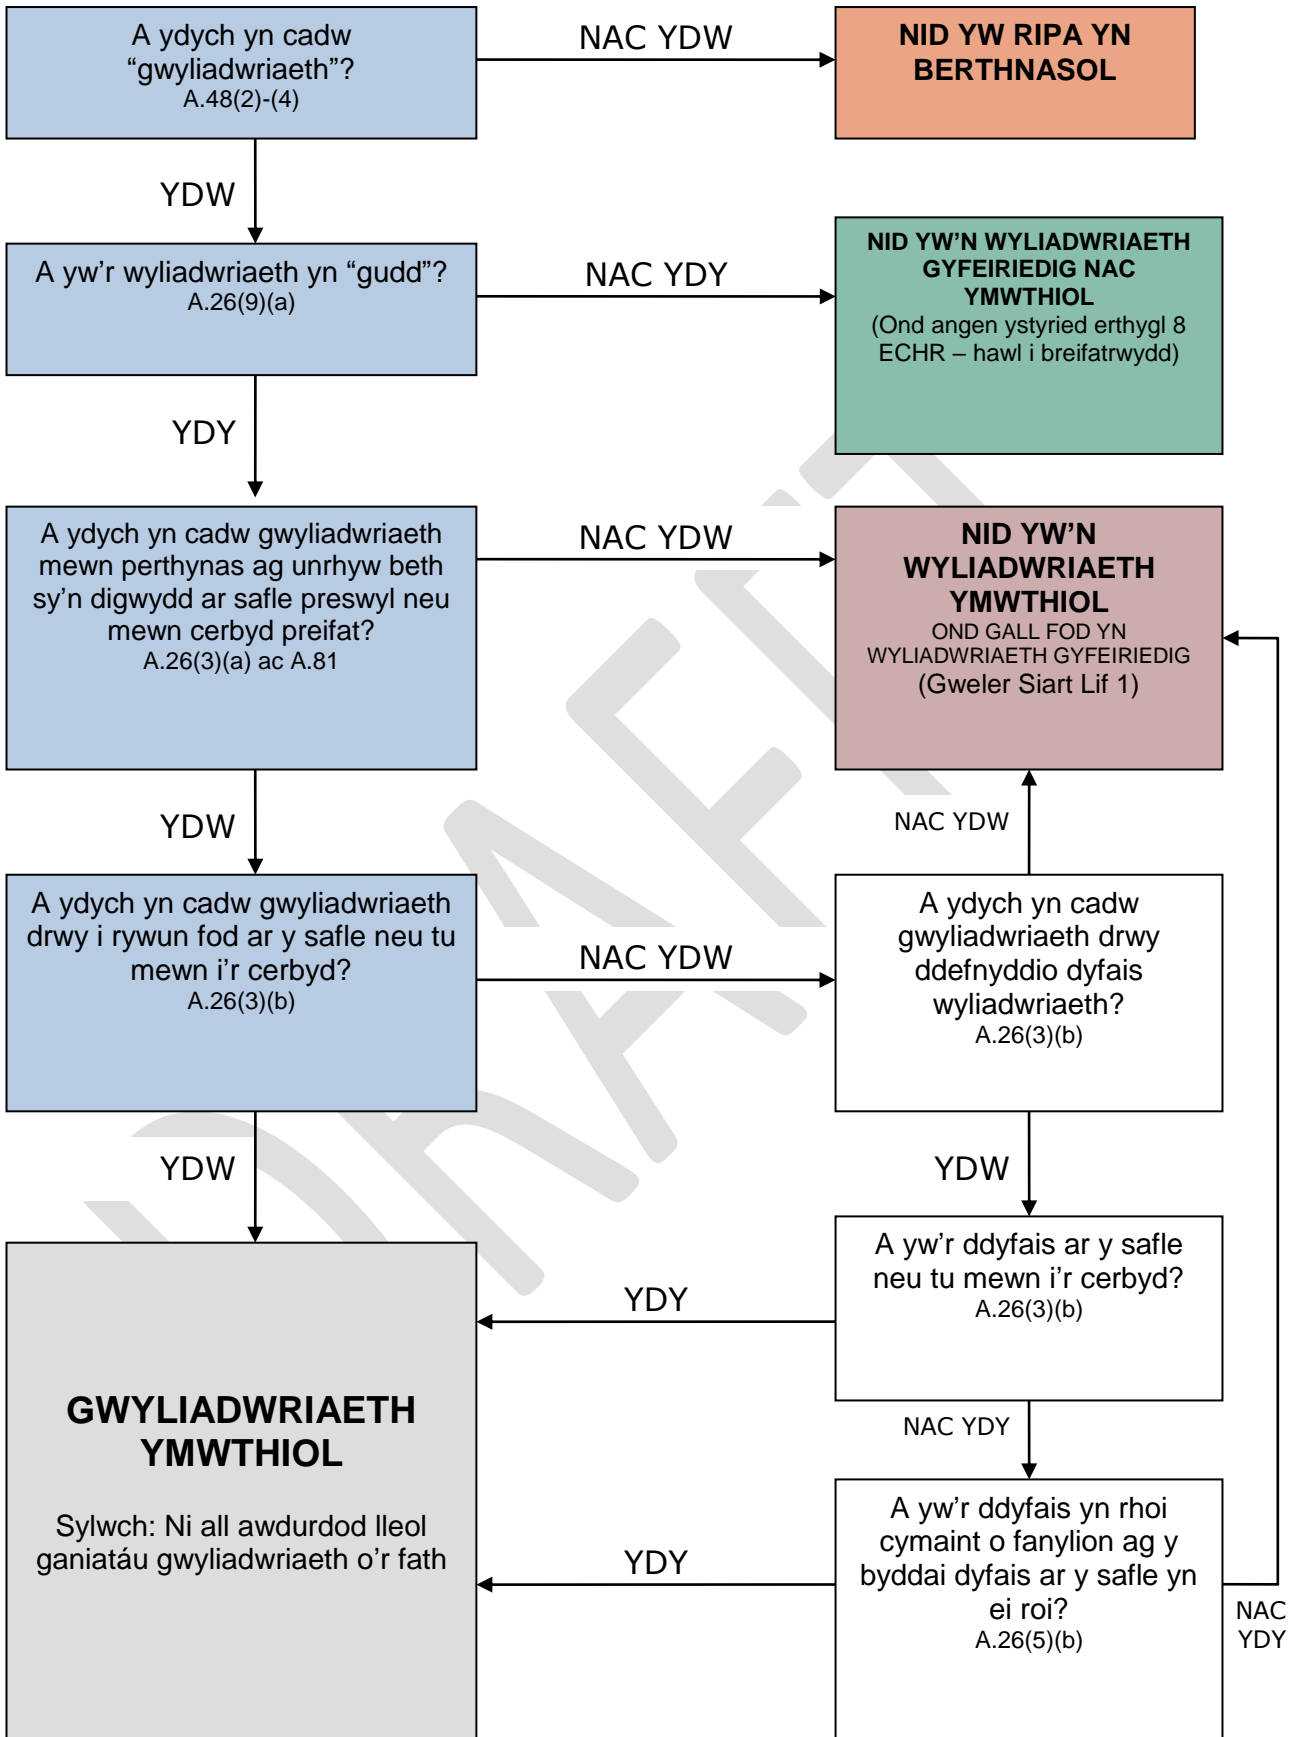 A ydych yn cadw
“gwyliadwriaeth”?
A.48(2)-(4)
NAC YDW
NID YW RIPA YN
BERTHNASOL
YDW
A yw’r wyliadwriaeth yn “gudd”?
A.26(9)(a)
NAC YDY
NID YW’N WYLIADWRIAETH
GYFEIRIEDIG NAC
YMWTHIOL
(Ond angen ystyried erthygl 8
ECHR – hawl i breifatrwydd)
YDY
A ydych yn cadw gwyliadwriaeth
mewn perthynas ag unrhyw beth
sy’n digwydd ar safle preswyl neu
mewn cerbyd preifat?
A.26(3)(a) ac A.81
NAC YDW
NID YW’N
WYLIADWRIAETH
YMWTHIOL
OND GALL FOD YN
WYLIADWRIAETH GYFEIRIEDIG
(Gweler Siart Lif 1)
YDW
NAC YDW
A ydych yn cadw gwyliadwriaeth
drwy i rywun fod ar y safle neu tu
mewn i’r cerbyd?
A.26(3)(b)
NAC YDW
A ydych yn cadw
gwyliadwriaeth drwy
ddefnyddio dyfais
wyliadwriaeth?
A.26(3)(b)
YDW
YDW
A yw’r ddyfais ar y safle
neu tu mewn i’r cerbyd?
A.26(3)(b)
YDY
GWYLIADWRIAETH
YMWTHIOL
Sylwch: Ni all awdurdod lleol
ganiatáu gwyliadwriaeth o’r fath
NAC YDY
A yw’r ddyfais yn rhoi
cymaint o fanylion ag y
byddai dyfais ar y safle yn
ei roi?
A.26(5)(b)
YDY
NAC
YDY
DRAFT